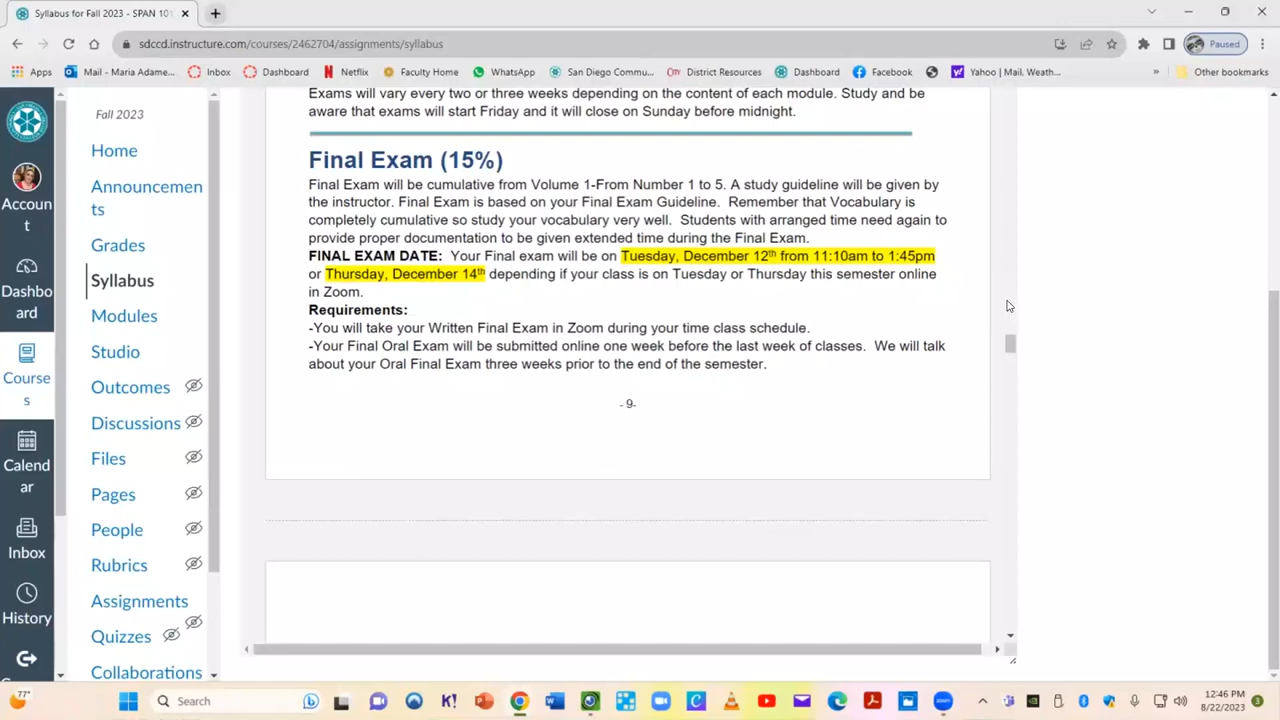 Syllabus for Fall 2023 - SPAN 101
sdccd.instructure.com/courses/2462704/assignments/syllabus
Paused
Apps
Mail - Maria Adame...
Inbox
Dashboard
Netflix
Faculty Home
WhatsApp
San Diego Commu...
District Resources
Dashboard
Facebook
Yahoo | Mail, Weath...
»
Other bookmarks
Accoun
t
Dashbo
ard
Course
s
Calend
ar
Inbox
History
Fall 2023
Home
Announcemen
ts
Grades
Syllabus
Modules
Studio
Outcomes
Discussions
Files
Pages
People
Rubrics
Assignments
Quizzes
Collaborations
Exams will vary every two or three weeks depending on the content of each module. Study and be
aware that exams will start Friday and it will close on Sunday before midnight.
Final Exam (15%)
Final Exam will be cumulative from Volume 1-From Number 1 to 5. A study guideline will be given by
the instructor. Final Exam is based on your Final Exam Guideline. Remember that Vocabulary is
completely cumulative so study your vocabulary very well. Students with arranged time need again to
provide proper documentation to be given extended time during the Final Exam.
FINAL EXAM DATE: Your Final exam will be on Tuesday, December 12th from 11:10am to 1:45pm
or Thursday, December 14th depending if your class is on Tuesday or Thursday this semester online
in Zoom.
Requirements:
-You will take your Written Final Exam in Zoom during your time class schedule.
-Your Final Oral Exam will be submitted online one week before the last week of classes. We will talk
about your Oral Final Exam three weeks prior to the end of the semester.
- 9-
77°
Search
K!
12:46 PM
8/22/2023
3